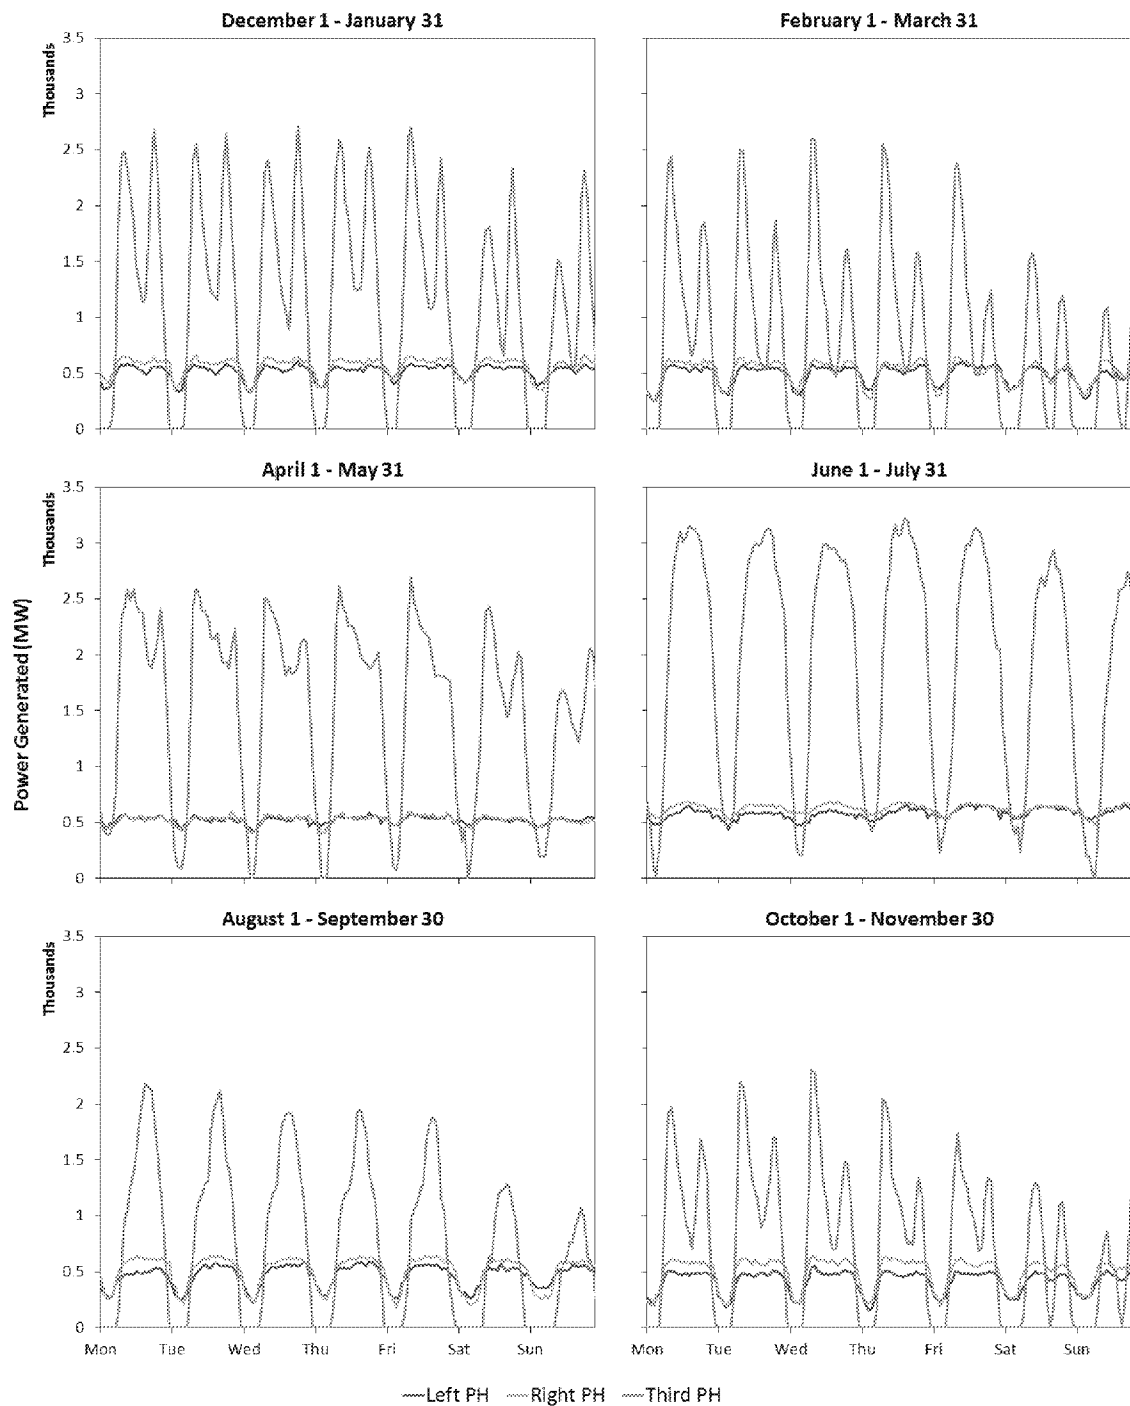 December 1 - January 31
February 1 - March 31
3.5
3
2.5
2
1.5
1
0.5
0
Thousands
Thousands
April 1 - May 31
June 1 - July 31
3.5
3
2.5
2
1.5
1
0.5
0
Thousands
Thousands
Power Generated (MW)
August 1 - September 30
October 1 - November 30
3.5
3
2.5
2
1.5
1
0.5
0
Thousands
Thousands
Mon Tue Wed Thu Fri Sat Sun
Mon Tue Wed Thu Fri Sat Sun
Left PH Right PH Third PH